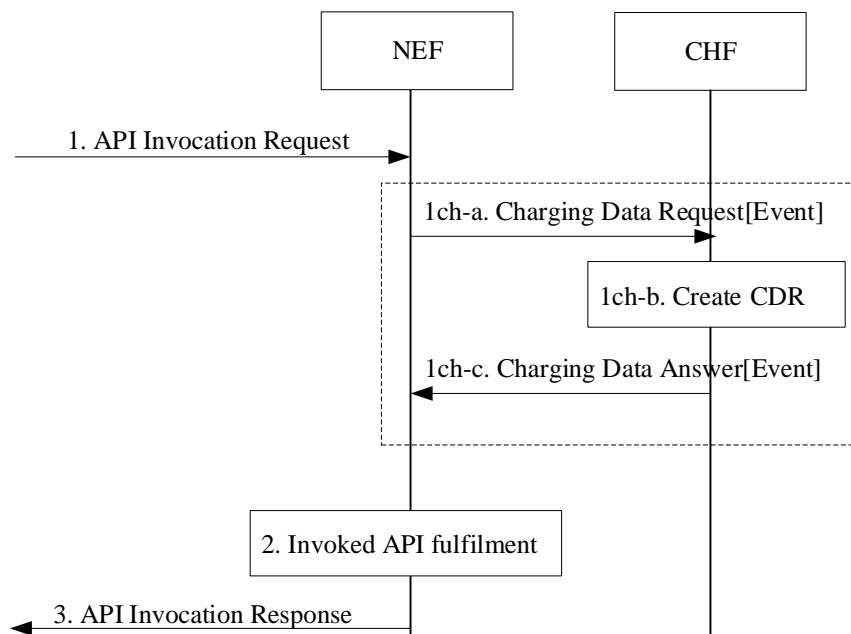 NEF
CHF
1. API Invocation Request
1ch-a. Charging Data Request[Event]
1ch-b. Create CDR
1ch-c. Charging Data Answer[Event]
2. Invoked API fulfilment
3. API Invocation Response